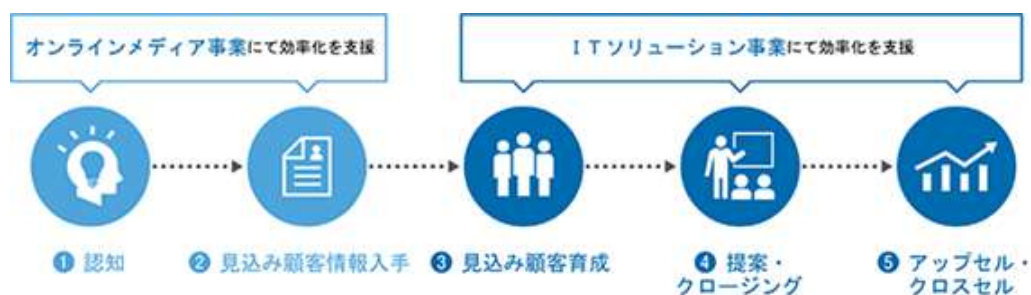 オンラインメディア事業にて効率化を支援
ITソリューション事業にて効率化を支援
❶ 認知
❷ 見込み顧客情報入手
❸ 見込み顧客育成
❹ 提案・
クロージング
❺ アップセル・
クロスセル